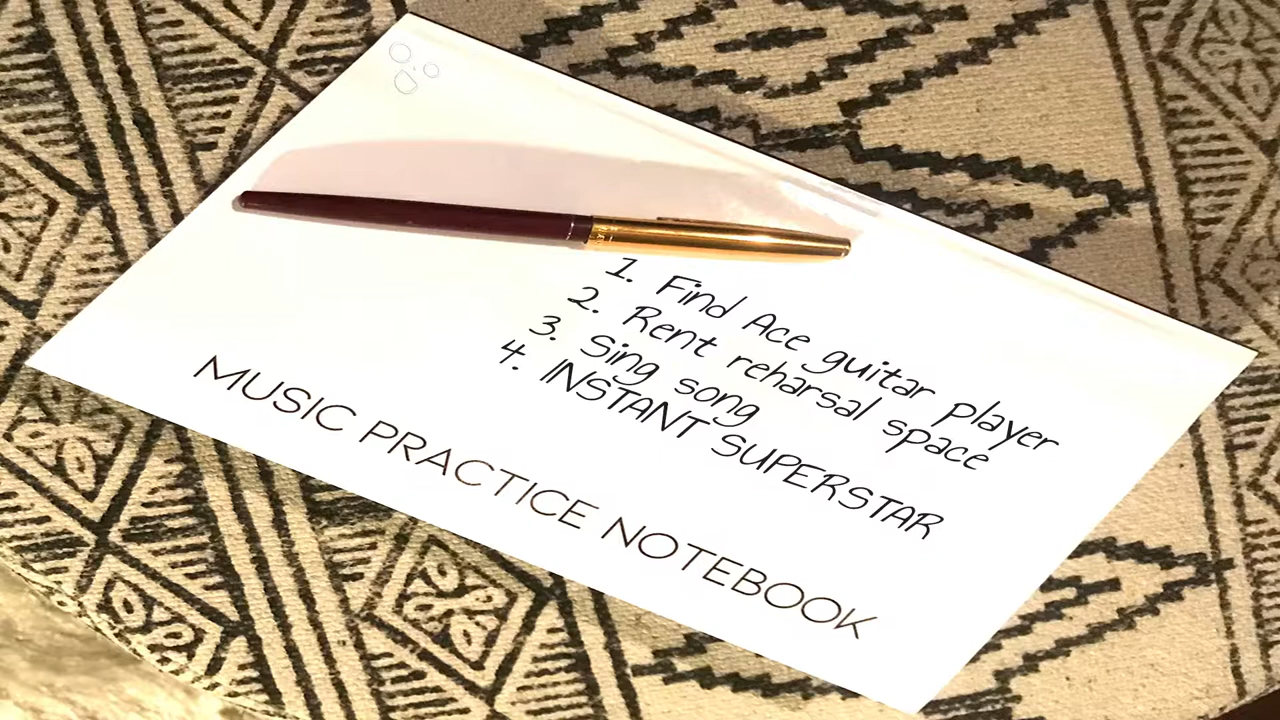 1. Find Ace guitar player
2. Rent reharsal space
3. Sing song
4. INSTANT SUPERSTAR
MUSIC PRACTICE NOTEBOOK